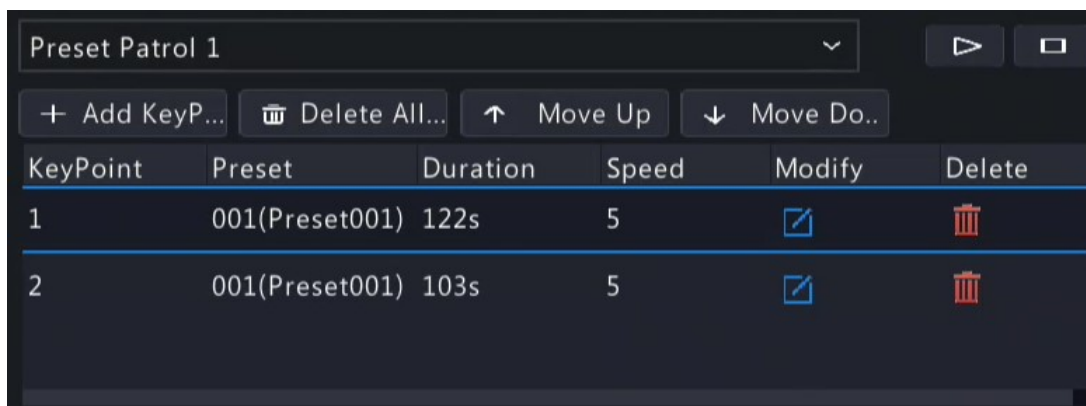 Preset Patrol 1
Add KeyP... Delete All... Move Up Move Do..
KeyPoint Preset Duration Speed Modify Delete
1 001(Preset001) 122s 5
2 001(Preset001) 103s 5